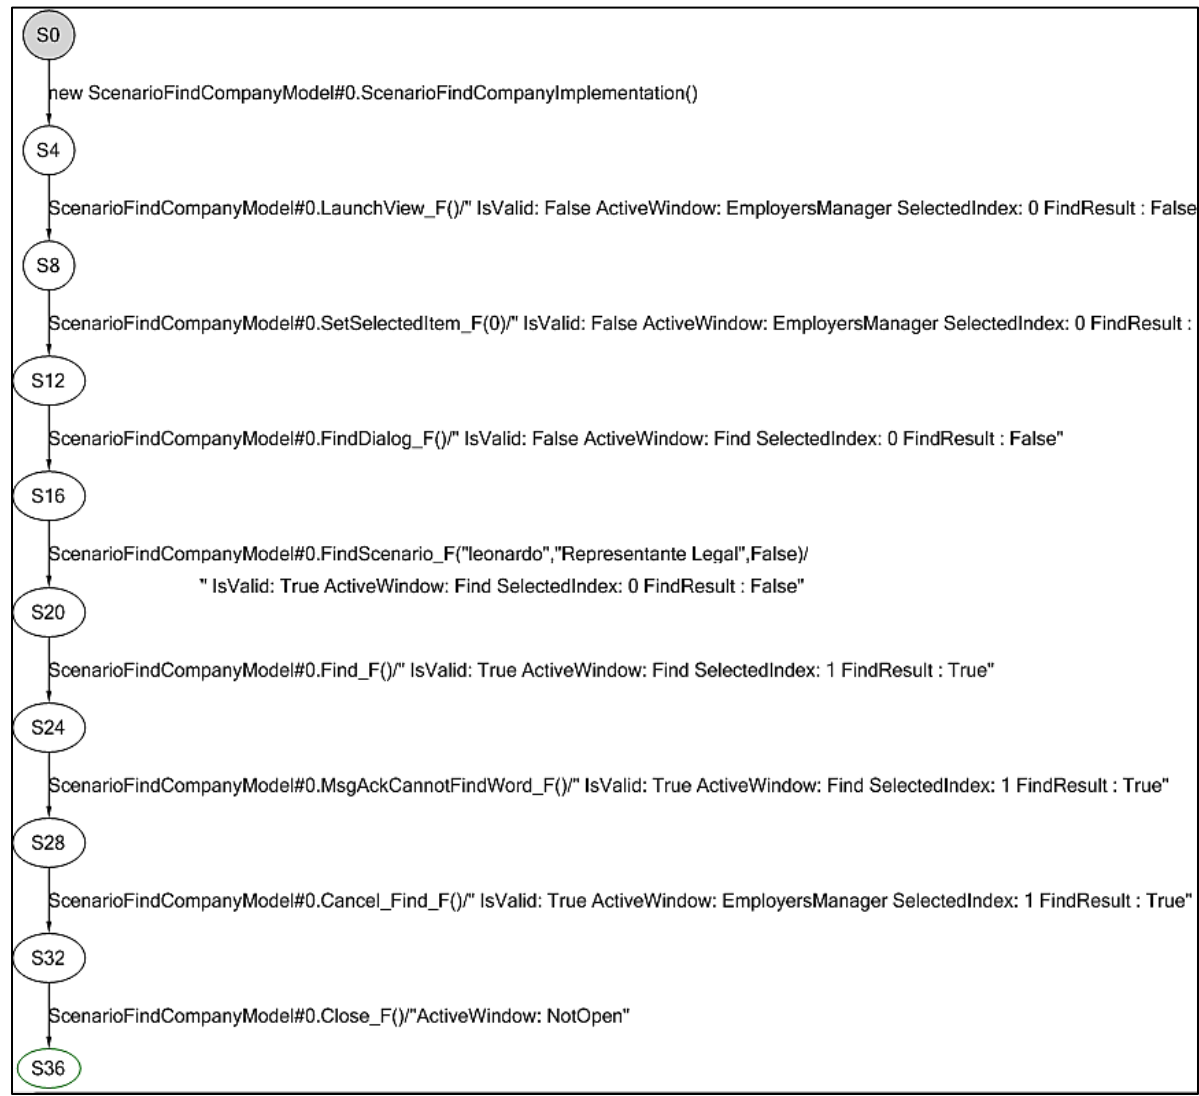 S0
new ScenarioFindCompanyModel#0.ScenarioFindCompanyImplementation()
S4
ScenarioFindCompanyModel#0.LaunchView_F()/" IsValid: False ActiveWindow: EmployersManager SelectedIndex: 0 FindResult : False
S8
ScenarioFindCompanyModel#0.SetSelectedItem_F(0)/" IsValid: False ActiveWindow: EmployersManager SelectedIndex: 0 FindResult :
S12
ScenarioFindCompanyModel#0.FindDialog_F()/" IsValid: False ActiveWindow: Find SelectedIndex: 0 FindResult : False"
S16
ScenarioFindCompanyModel#0.FindScenario_F("leonardo","Representante Legal",False)/
" IsValid: True ActiveWindow: Find SelectedIndex: 0 FindResult : False"
S20
ScenarioFindCompanyModel#0.Find_F()/" IsValid: True ActiveWindow: Find SelectedIndex: 1 FindResult : True"
S24
ScenarioFindCompanyModel#0.MsgAckCannotFindWord_F()/" IsValid: True ActiveWindow: Find SelectedIndex: 1 FindResult : True"
S28
ScenarioFindCompanyModel#0.Cancel_Find_F()/" IsValid: True ActiveWindow: EmployersManager SelectedIndex: 1 FindResult : True"
S32
ScenarioFindCompanyModel#0.Close_F()/"ActiveWindow: NotOpen"
S36